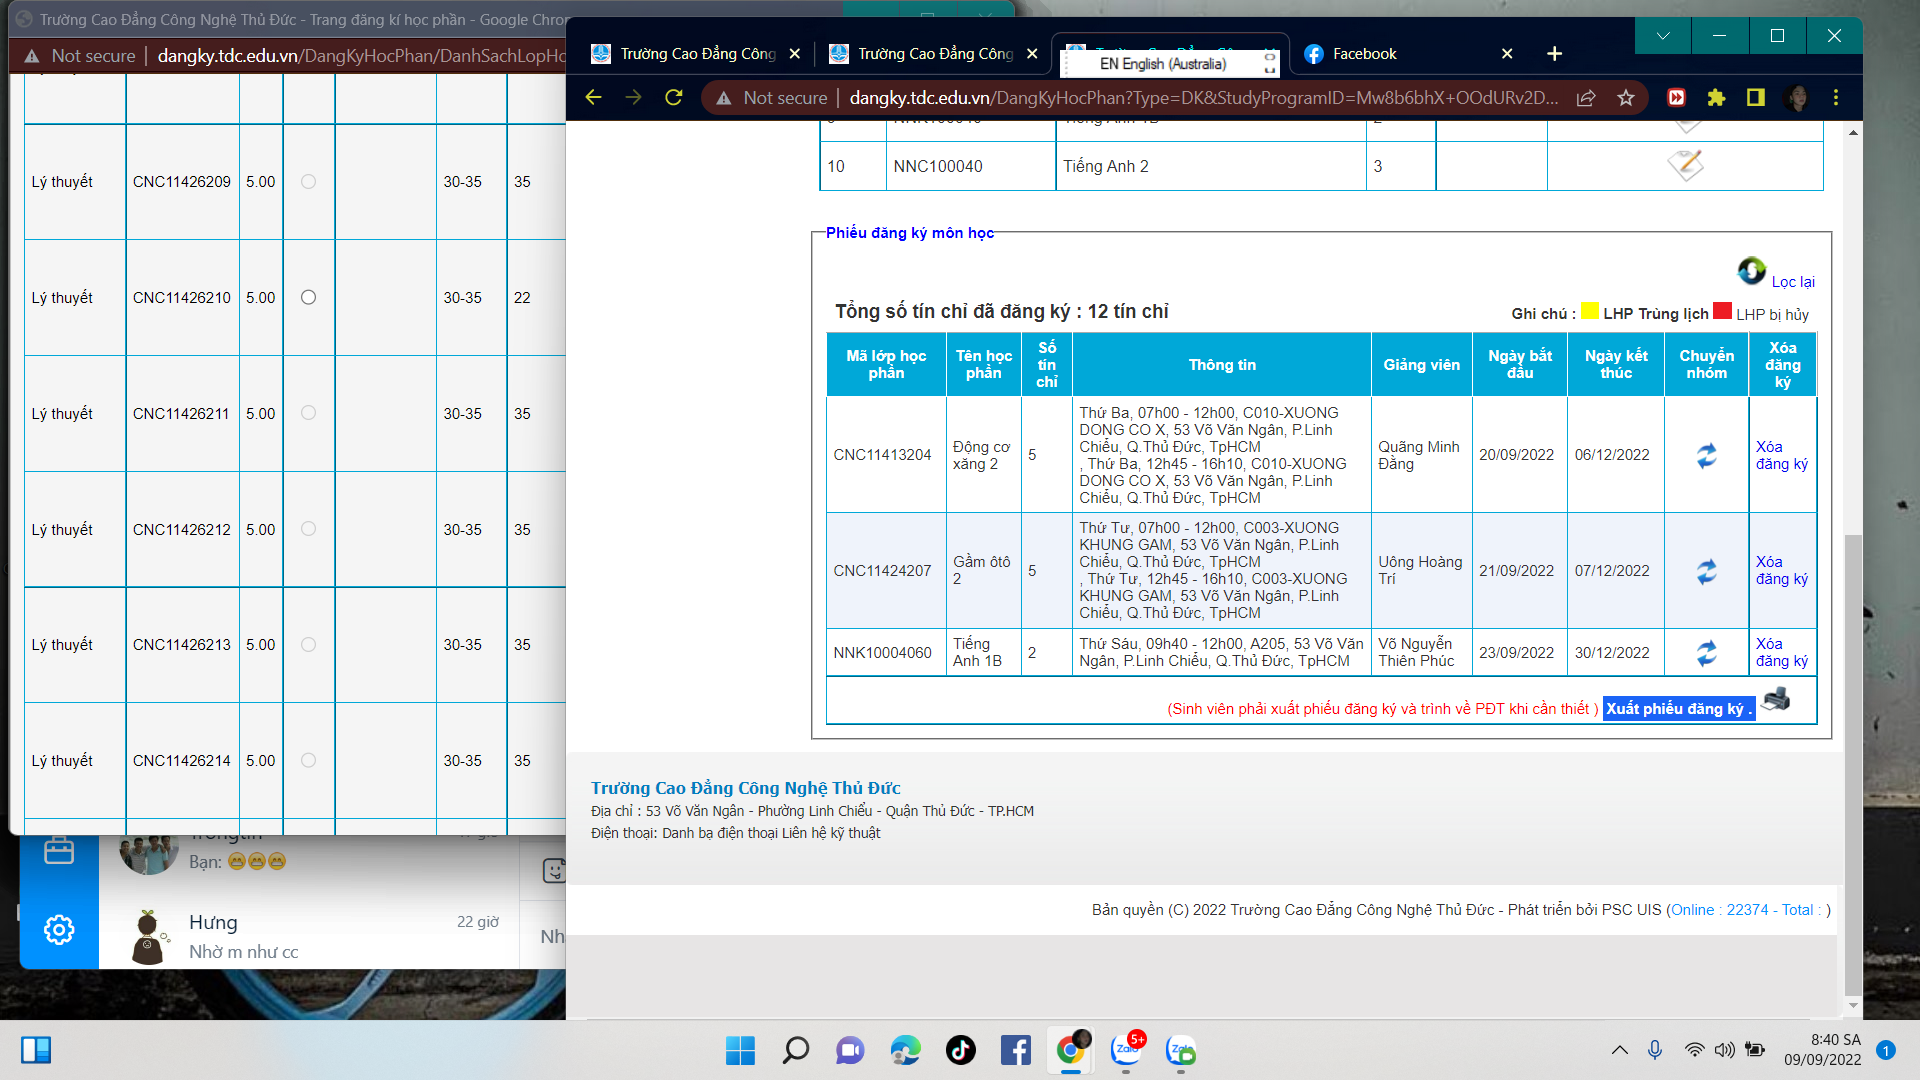 Trường Cao Đẳng Công Nghệ Thủ Đức - Trang đăng kí học phần - Google Chrom
Not secure | dangky.tdc.edu.vn/DangKyHocPhan/DanhSachLopHo
Lý thuyết CNC11426209 5.00 30-35 35
Lý thuyết CNC11426210 5.00 30-35 22
Lý thuyết CNC11426211 5.00 30-35 35
Lý thuyết CNC11426212 5.00 30-35 35
Lý thuyết CNC11426213 5.00 30-35 35
Lý thuyết CNC11426214 5.00 30-35 35
Bạn:
Hưng 22 giờ
Nhờ m như cc
Nh
Trường Cao Đẳng Công
Trường Cao Đẳng Công
EN English (Australia)
Facebook
Not secure | dangky.tdc.edu.vn/DangKyHocPhan?Type=DK&StudyProgramID=Mw8b6bhX+OOdURv2D...
10 NNC100040 Tiếng Anh 2 3
Phiếu đăng ký môn học
Lọc lại
Tổng số tín chỉ đã đăng ký : 12 tín chỉ
Ghi chú : LHP Trùng lịch LHP bị hủy
Mã lớp học phần Tên học phần Số tín chỉ Thông tin Giảng viên Ngày bắt đầu Ngày kết thúc Chuyển nhóm Xóa đăng ký
CNC11413204 Động cơ xăng 2 5
Thứ Ba, 07h00 - 12h00, C010-XUONG
DONG CO X, 53 Võ Văn Ngân, P.Linh
Chiểu, Q.Thủ Đức, TpHCM
, Thứ Ba, 12h45 - 16h10, C010-XUONG
DONG CO X, 53 Võ Văn Ngân, P.Linh
Chiểu, Q.Thủ Đức, TpHCM
Quãng Minh Đằng 20/09/2022 06/12/2022 Xóa đăng ký
CNC11424207 Gầm ôtô 2 5
Thứ Tư, 07h00 - 12h00, C003-XUONG
KHUNG GAM, 53 Võ Văn Ngân, P.Linh
Chiểu, Q.Thủ Đức, TpHCM
, Thứ Tư, 12h45 - 16h10, C003-XUONG
KHUNG GAM, 53 Võ Văn Ngân, P.Linh
Chiểu, Q.Thủ Đức, TpHCM
Uông Hoàng Trí 21/09/2022 07/12/2022 Xóa đăng ký
NNK10004060 Tiếng Anh 1B 2
Thứ Sáu, 09h40 - 12h00, A205, 53 Võ Văn
Ngân, P.Linh Chiểu, Q.Thủ Đức, TpHCM
Võ Nguyễn Thiên Phúc 23/09/2022 30/12/2022 Xóa đăng ký
(Sinh viên phải xuất phiếu đăng ký và trình về PĐT khi cần thiết ) Xuất phiếu đăng ký .
Trường Cao Đẳng Công Nghệ Thủ Đức
Địa chỉ : 53 Võ Văn Ngân - Phường Linh Chiểu - Quận Thủ Đức - TP.HCM
Điện thoại: Danh bạ điện thoại Liên hệ kỹ thuật
Bản quyền (C) 2022 Trường Cao Đẳng Công Nghệ Thủ Đức - Phát triển bởi PSC UIS (Online : 22374 - Total : )
Zalo 5+
8:40 SA
09/09/2022
1